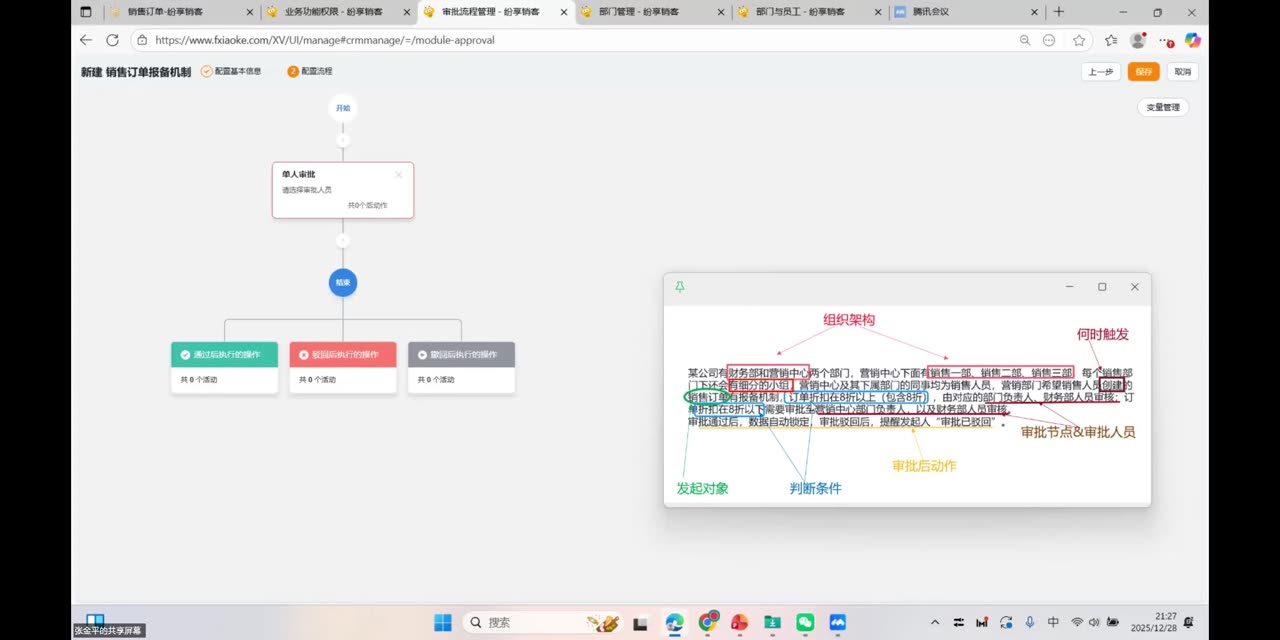 销售订单-纷享销客
业务功能权限 - 纷享销客
审批流程管理 - 纷享销客
部门管理 - 纷享销客
部门与员工 - 纷享销客
腾讯会议
https://www.fxiaoke.com/XV/UI/manage#crmmanage/=/module-approval
新建 销售订单报备机制
配置基本信息
2 配置流程
上一步
保存
取消
变量管理
开始
单人审批
请选择审批人员
共0个后动作
结束
通过后执行的操作
共 0 个活动
驳回后执行的操作
共 0 个活动
撤回后执行的操作
共 0 个活动
组织架构
何时触发
某公司有财务部和营销中心两个部门，营销中心下面有销售一部、销售二部、销售三部，每个销售部
门下还会有细分的小组，营销中心及其下属部门的同事均为销售人员，营销部门希望销售人员创建的
销售订单有报备机制，订单折扣在8折以上（包含8折），由对应的部门负责人、财务部人员审核；订
单折扣在8折以下需要审批至营销中心部门负责人、以及财务部人员审核。
审批通过后，数据自动锁定，审批驳回后，提醒发起人“审批已驳回”。
审批节点&审批人员
审批后动作
发起对象
判断条件
搜索
中
21:27
2025/12/28
张金平的共享屏幕